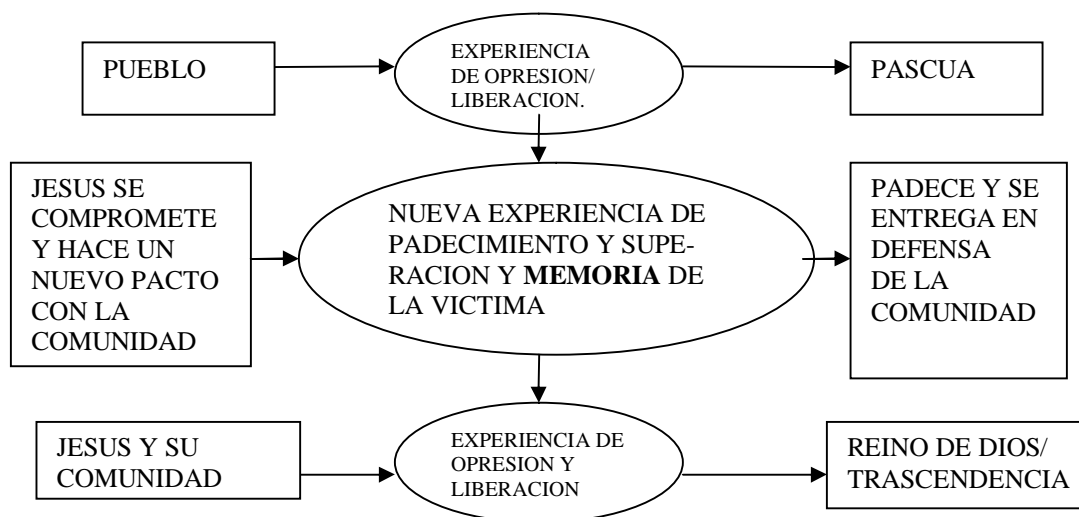 PUEBLO
EXPERIENCIA
DE OPRESION/
LIBERACION.
PASCUA
JESUS SE
COMPROMETE
Y HACE UN
NUEVO PACTO
CON LA
COMUNIDAD
NUEVA EXPERIENCIA DE
PADECIMIENTO Y SUPE-
RACION Y MEMORIA DE
LA VICTIMA
PADECE Y SE
ENTREGA EN
DEFENSA
DE LA
COMUNIDAD
JESUS Y SU
COMUNIDAD
EXPERIENCIA DE
OPRESION Y
LIBERACION
REINO DE DIOS/
TRASCENDENCIA